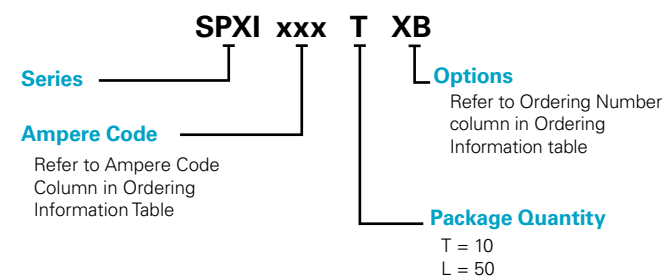 SPXI xxx T XB
Series
Ampere Code
Refer to Ampere Code
Column in Ordering
Information Table
Options
Refer to Ordering Number
column in Ordering
Information table
Package Quantity
T = 10
L = 50